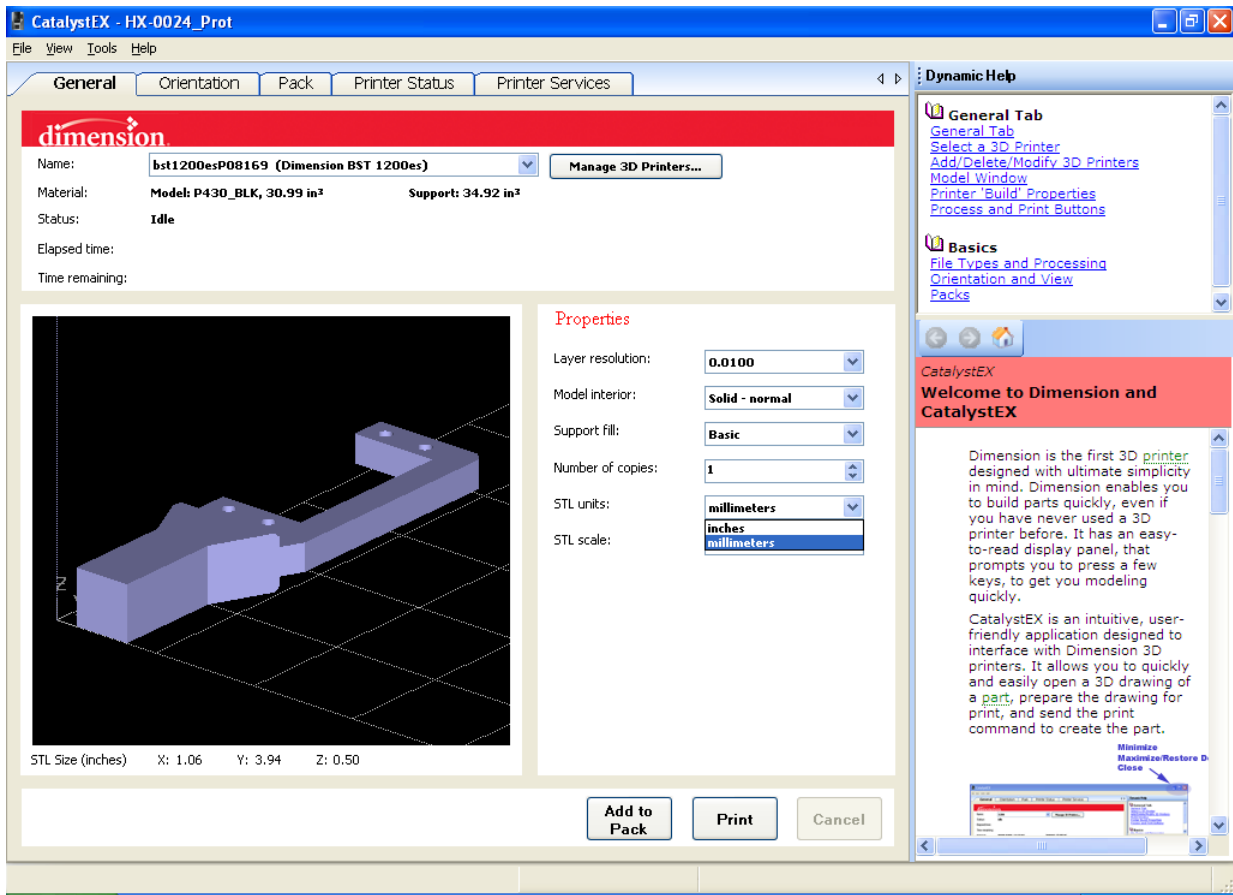 CatalystEX - HX-0024_Prot
File View Tools Help
General Orientation Pack Printer Status Printer Services
dimension
Name: bst1200esP08169 (Dimension BST 1200es) Manage 3D Printers...
Material: Model: P430_BLK, 30.99 in³ Support: 34.92 in³
Status: Idle
Elapsed time:
Time remaining:
Z
STL Size (inches) X: 1.06 Y: 3.94 Z: 0.50
Properties
Layer resolution: 0.0100
Model interior: Solid - normal
Support fill: Basic
Number of copies: 1
STL units: millimeters
inches
millimeters
STL scale:
Add to Pack Print Cancel
Dynamic Help
General Tab
General Tab
Select a 3D Printer
Add/Delete/Modify 3D Printers
Model Window
Printer 'Build' Properties
Process and Print Buttons
Basics
File Types and Processing
Orientation and View
Packs
CatalystEX
Welcome to Dimension and
CatalystEX
Dimension is the first 3D printer
designed with ultimate simplicity
in mind. Dimension enables you
to build parts quickly, even if
you have never used a 3D
printer before. It has an easy-
to-read display panel, that
prompts you to press a few
keys, to get you modeling
quickly.
CatalystEX is an intuitive, user-
friendly application designed to
interface with Dimension 3D
printers. It allows you to quickly
and easily open a 3D drawing of
a part, prepare the drawing for
print, and send the print
command to create the part.
Minimize
Maximize/Restore D
Close